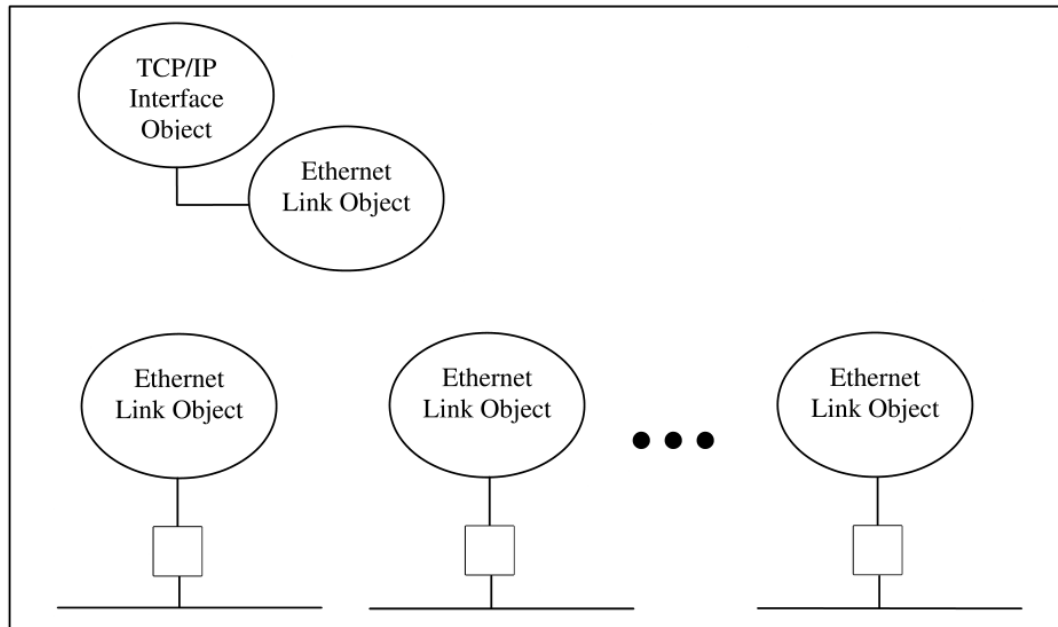 TCP/IP
Interface
Object
Ethernet
Link Object
Ethernet
Link Object
Ethernet
Link Object
Ethernet
Link Object